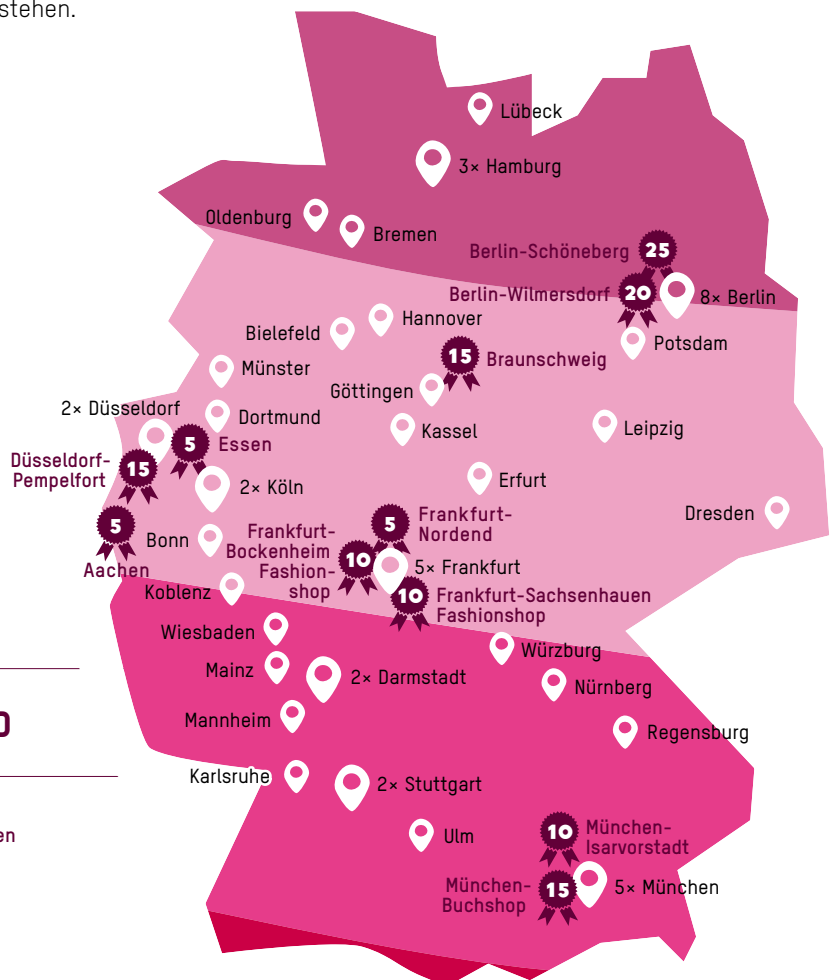 stehen.
Lübeck
3× Hamburg
Oldenburg
Bremen
Berlin-Schöneberg
25
Berlin-Wilmersdorf
20
8× Berlin
Hannover
Bielefeld
Potsdam
15
Braunschweig
Münster
Göttingen
2× Düsseldorf
Dortmund
Kassel
Leipzig
5
Essen
Düsseldorf-
Pempelfort
15
2× Köln
Erfurt
Dresden
5
Aachen
Bonn
5
Frankfurt-
Nordend
Frankfurt-
Bockenheim
Fashion-
shop
10
5× Frankfurt
10
Frankfurt-Sachsenhauen
Fashionshop
Koblenz
Wiesbaden
Würzburg
Mainz
2× Darmstadt
Nürnberg
Mannheim
Regensburg
Karlsruhe
2× Stuttgart
en
Ulm
10
München-
Isarvorstadt
München-
Buchshop
15
5× München